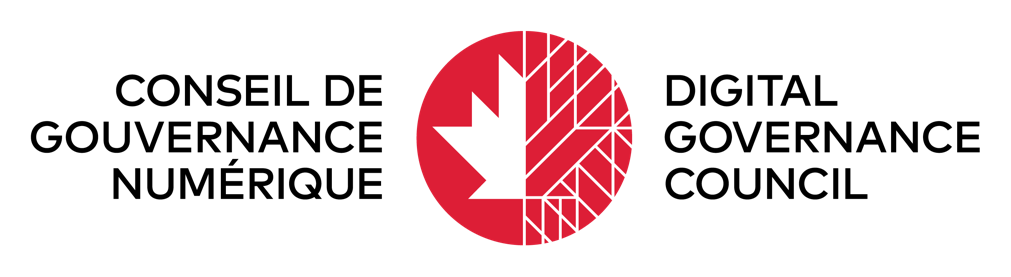 CONSEIL DE
GOUVERNANCE
NUMÉRIQUE
DIGITAL
GOVERNANCE
COUNCIL